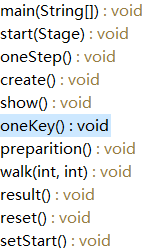 main(String[]) : void
start(Stage) : void
oneStep() : void
create() : void
show() : void
oneKey() : void
preparition() : void
walk(int, int) : void
result() : void
reset() : void
setStart() : void